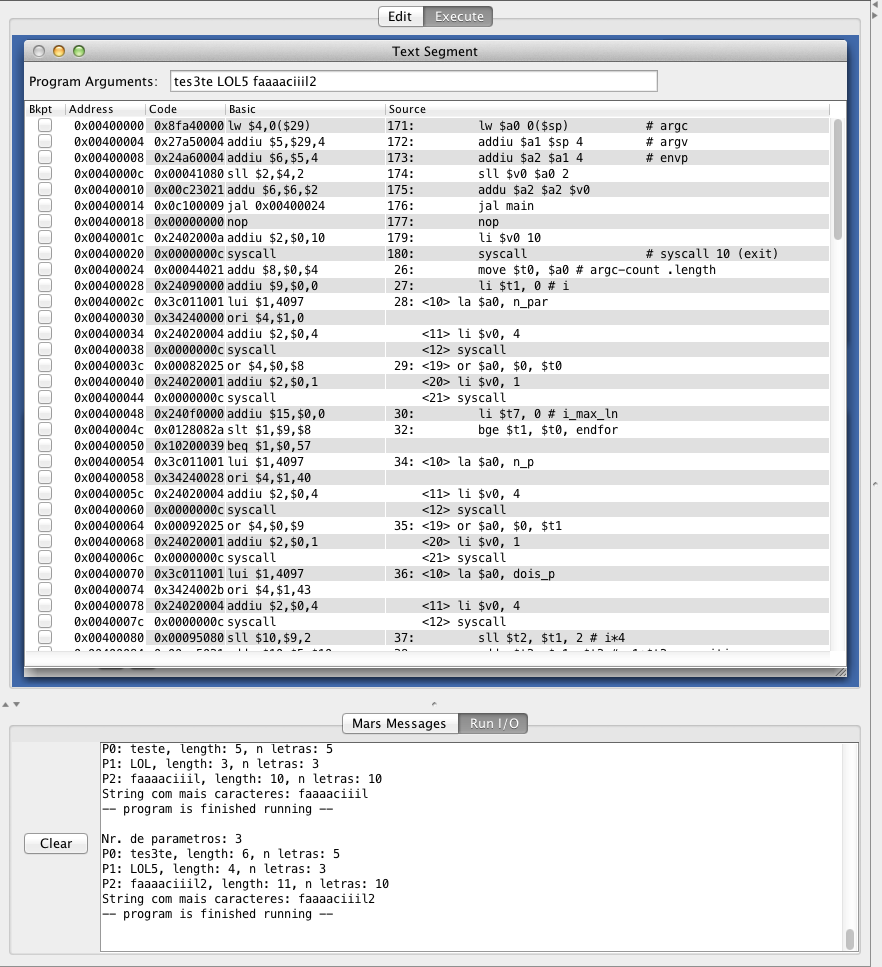 Edit Execute
Text Segment
Program Arguments: tes3te LOL5 faaaaciiil2
Bkpt Address Code Basic Source
0x00400000 0x8fa40000 lw $4,0($29) 171: lw $a0 0($sp) # argc
0x00400004 0x27a50004 addiu $5,$29,4 172: addiu $a1 $sp 4 # argv
0x00400008 0x24a60004 addiu $6,$5,4 173: addiu $a2 $a1 4 # envp
0x0040000c 0x00041080 sll $2,$4,2 174: sll $v0 $a0 2
0x00400010 0x00c23021 addu $6,$6,$2 175: addu $a2 $a2 $v0
0x00400014 0x0c100009 jal 0x00400024 176: jal main
0x00400018 0x00000000 nop 177: nop
0x0040001c 0x2402000a addiu $2,$0,10 179: li $v0 10
0x00400020 0x0000000c syscall 180: syscall # syscall 10 (exit)
0x00400024 0x00044021 addu $8,$0,$4 26: move $t0, $a0 # argc-count .length
0x00400028 0x24090000 addiu $9,$0,0 27: li $t1, 0 # i
0x0040002c 0x3c011001 lui $1,4097 28: <10> la $a0, n_par
0x00400030 0x34240000 ori $4,$1,0
0x00400034 0x24020004 addiu $2,$0,4 <11> li $v0, 4
0x00400038 0x0000000c syscall <12> syscall
0x0040003c 0x00082025 or $4,$0,$8 29: <19> or $a0, $0, $t0
0x00400040 0x24020001 addiu $2,$0,1 <20> li $v0, 1
0x00400044 0x0000000c syscall <21> syscall
0x00400048 0x240f0000 addiu $15,$0,0 30: li $t7, 0 # i_max_ln
0x0040004c 0x0128082a slt $1,$9,$8 32: bge $t1, $t0, endfor
0x00400050 0x10200039 beq $1,$0,57
0x00400054 0x3c011001 lui $1,4097 34: <10> la $a0, n_p
0x00400058 0x34240028 ori $4,$1,40
0x0040005c 0x24020004 addiu $2,$0,4 <11> li $v0, 4
0x00400060 0x0000000c syscall <12> syscall
0x00400064 0x00092025 or $4,$0,$9 35: <19> or $a0, $0, $t1
0x00400068 0x24020001 addiu $2,$0,1 <20> li $v0, 1
0x0040006c 0x0000000c syscall <21> syscall
0x00400070 0x3c011001 lui $1,4097 36: <10> la $a0, dois_p
0x00400074 0x3424002b ori $4,$1,43
0x00400078 0x24020004 addiu $2,$0,4 <11> li $v0, 4
0x0040007c 0x0000000c syscall <12> syscall
0x00400080 0x00095080 sll $10,$9,2 37: sll $t2, $t1, 2 # i*4
Mars Messages Run I/O
Clear
P0: teste, length: 5, n letras: 5
P1: LOL, length: 3, n letras: 3
P2: faaaaciiil, length: 10, n letras: 10
String com mais caracteres: faaaaciiil
-- program is finished running --
Nr. de parametros: 3
P0: tes3te, length: 6, n letras: 5
P1: LOL5, length: 4, n letras: 3
P2: faaaaciiil2, length: 11, n letras: 10
String com mais caracteres: faaaaciiil2
-- program is finished running --